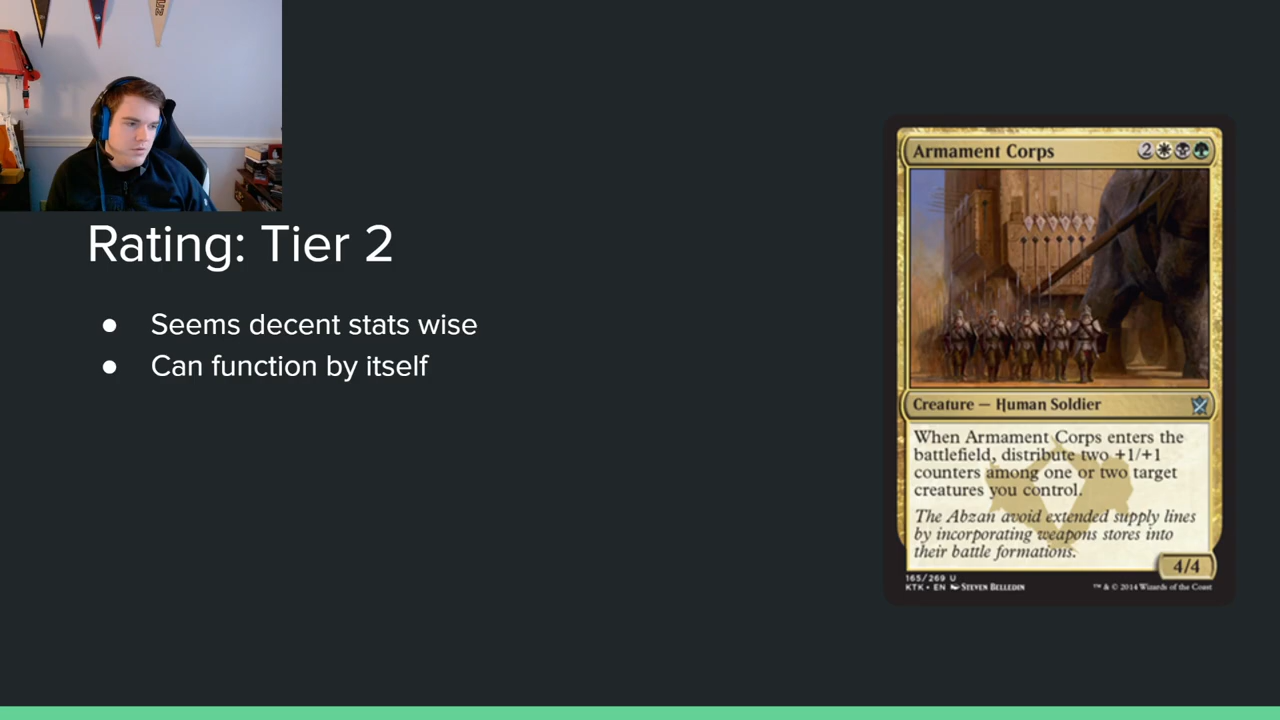 Rating: Tier 2
● Seems decent stats wise
● Can function by itself
Armament Corps 2
Creature — Human Soldier
When Armament Corps enters the
battlefield, distribute two +1/+1
counters among one or two target
creatures you control.
The Abzan avoid extended supply lines
by incorporating weapons stores into
their battle formations.
4/4
165/269 U
KTK • EN Steven Belledin
™ & © 2014 Wizards of the Coast